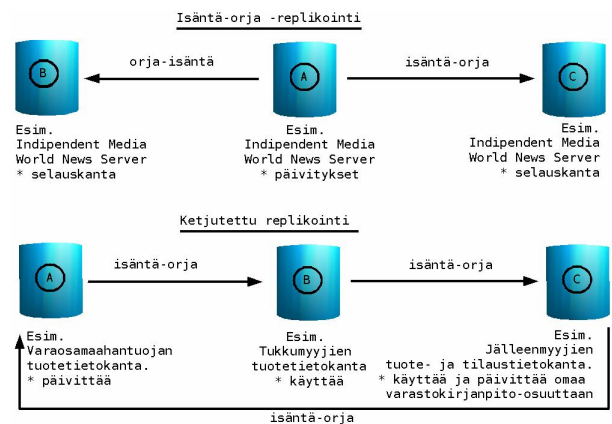 Isäntä-orja -replikointi
B
orja-isäntä
A
isäntä-orja
C
Esim.
Indipendent Media
World News Server
* selauskanta
Esim.
Indipendent Media
World News Server
* päivitykset
Esim.
Indipendent Media
World News Server
* selauskanta
Ketjutettu replikointi
A
isäntä-orja
B
isäntä-orja
C
Esim.
Varaosamaahantuojan
tuotetietokanta.
* päivittää
Esim.
Tukkumyyjien
tuotetietokanta
* käyttää
Esim.
Jälleenmyyjien
tuote- ja tilaustietokanta.
* käyttää ja päivittää omaa
varastokirjanpito-osuuttaan
isäntä-orja